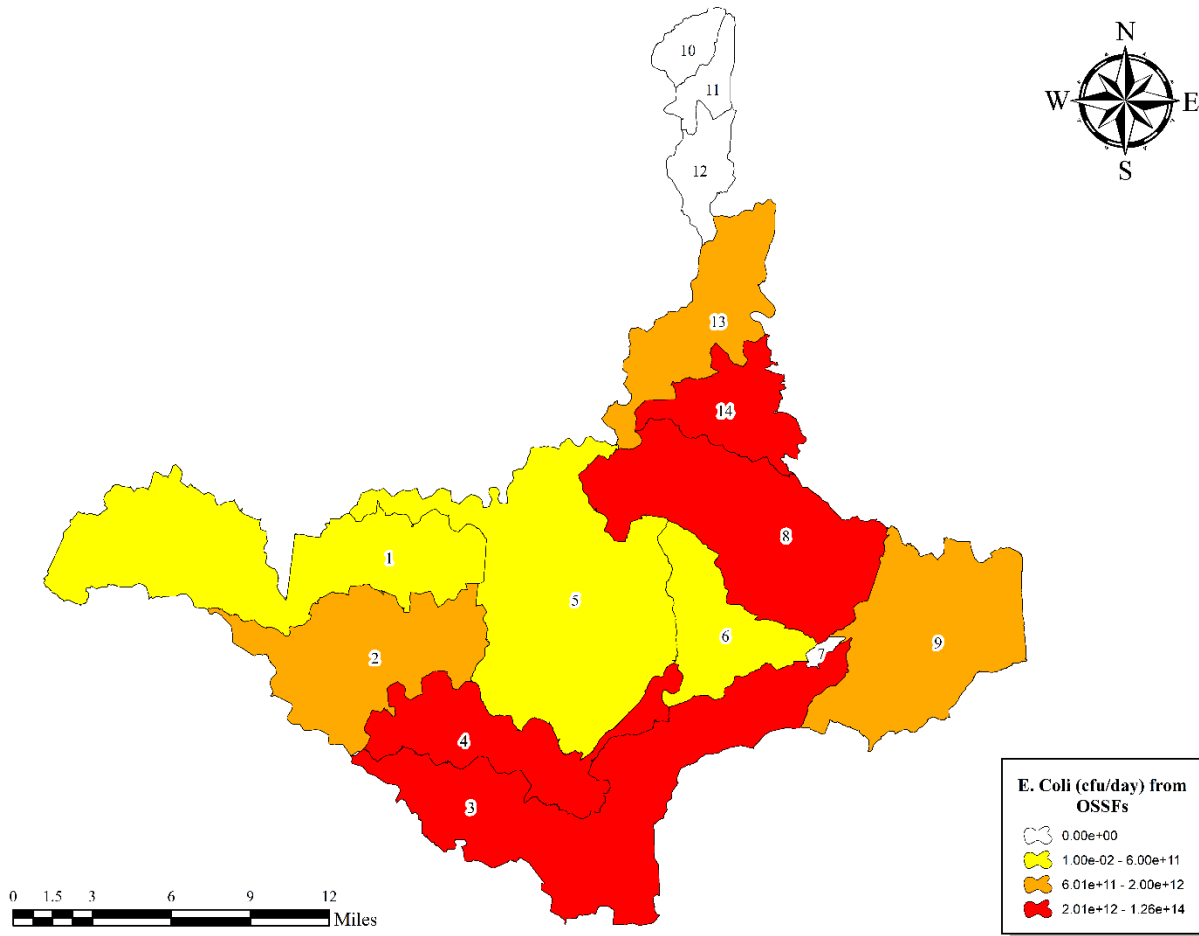 N
W E
S
10
11
12
13
14
8
1
5
6
9
2
7
4
3
0 1.5 3 6 9 12
Miles
E. Coli (cfu/day) from
OSSFs
0.00e+00
1.00e-02 - 6.00e+11
6.01e+11 - 2.00e+12
2.01e+12 - 1.26e+14